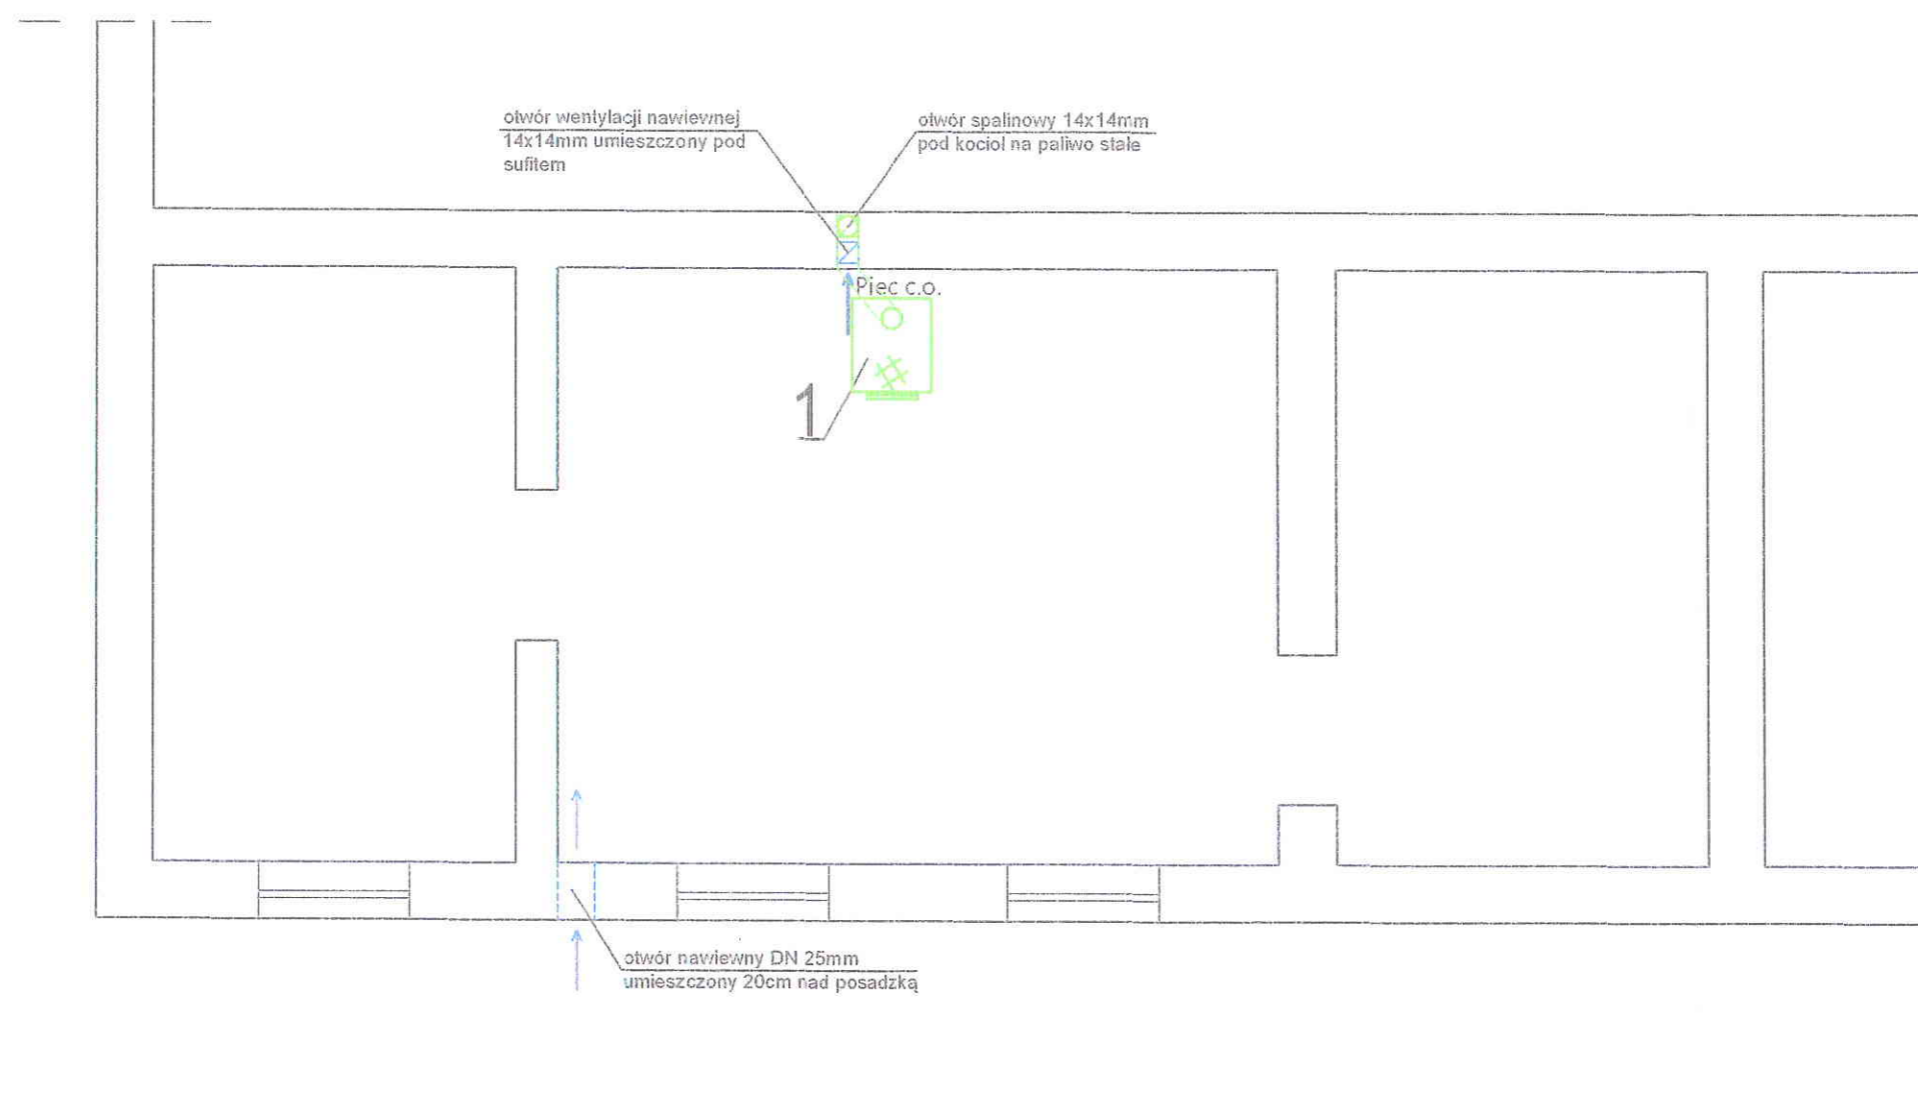 otwór wentylacji nawiewnej
14x14mm umieszczony pod
sufitem
otwór spalinowy 14x14mm
pod kocioł na paliwo stałe
Piec c.o.
1
otwór nawiewny DN 25mm
umieszczony 20cm nad posadzką